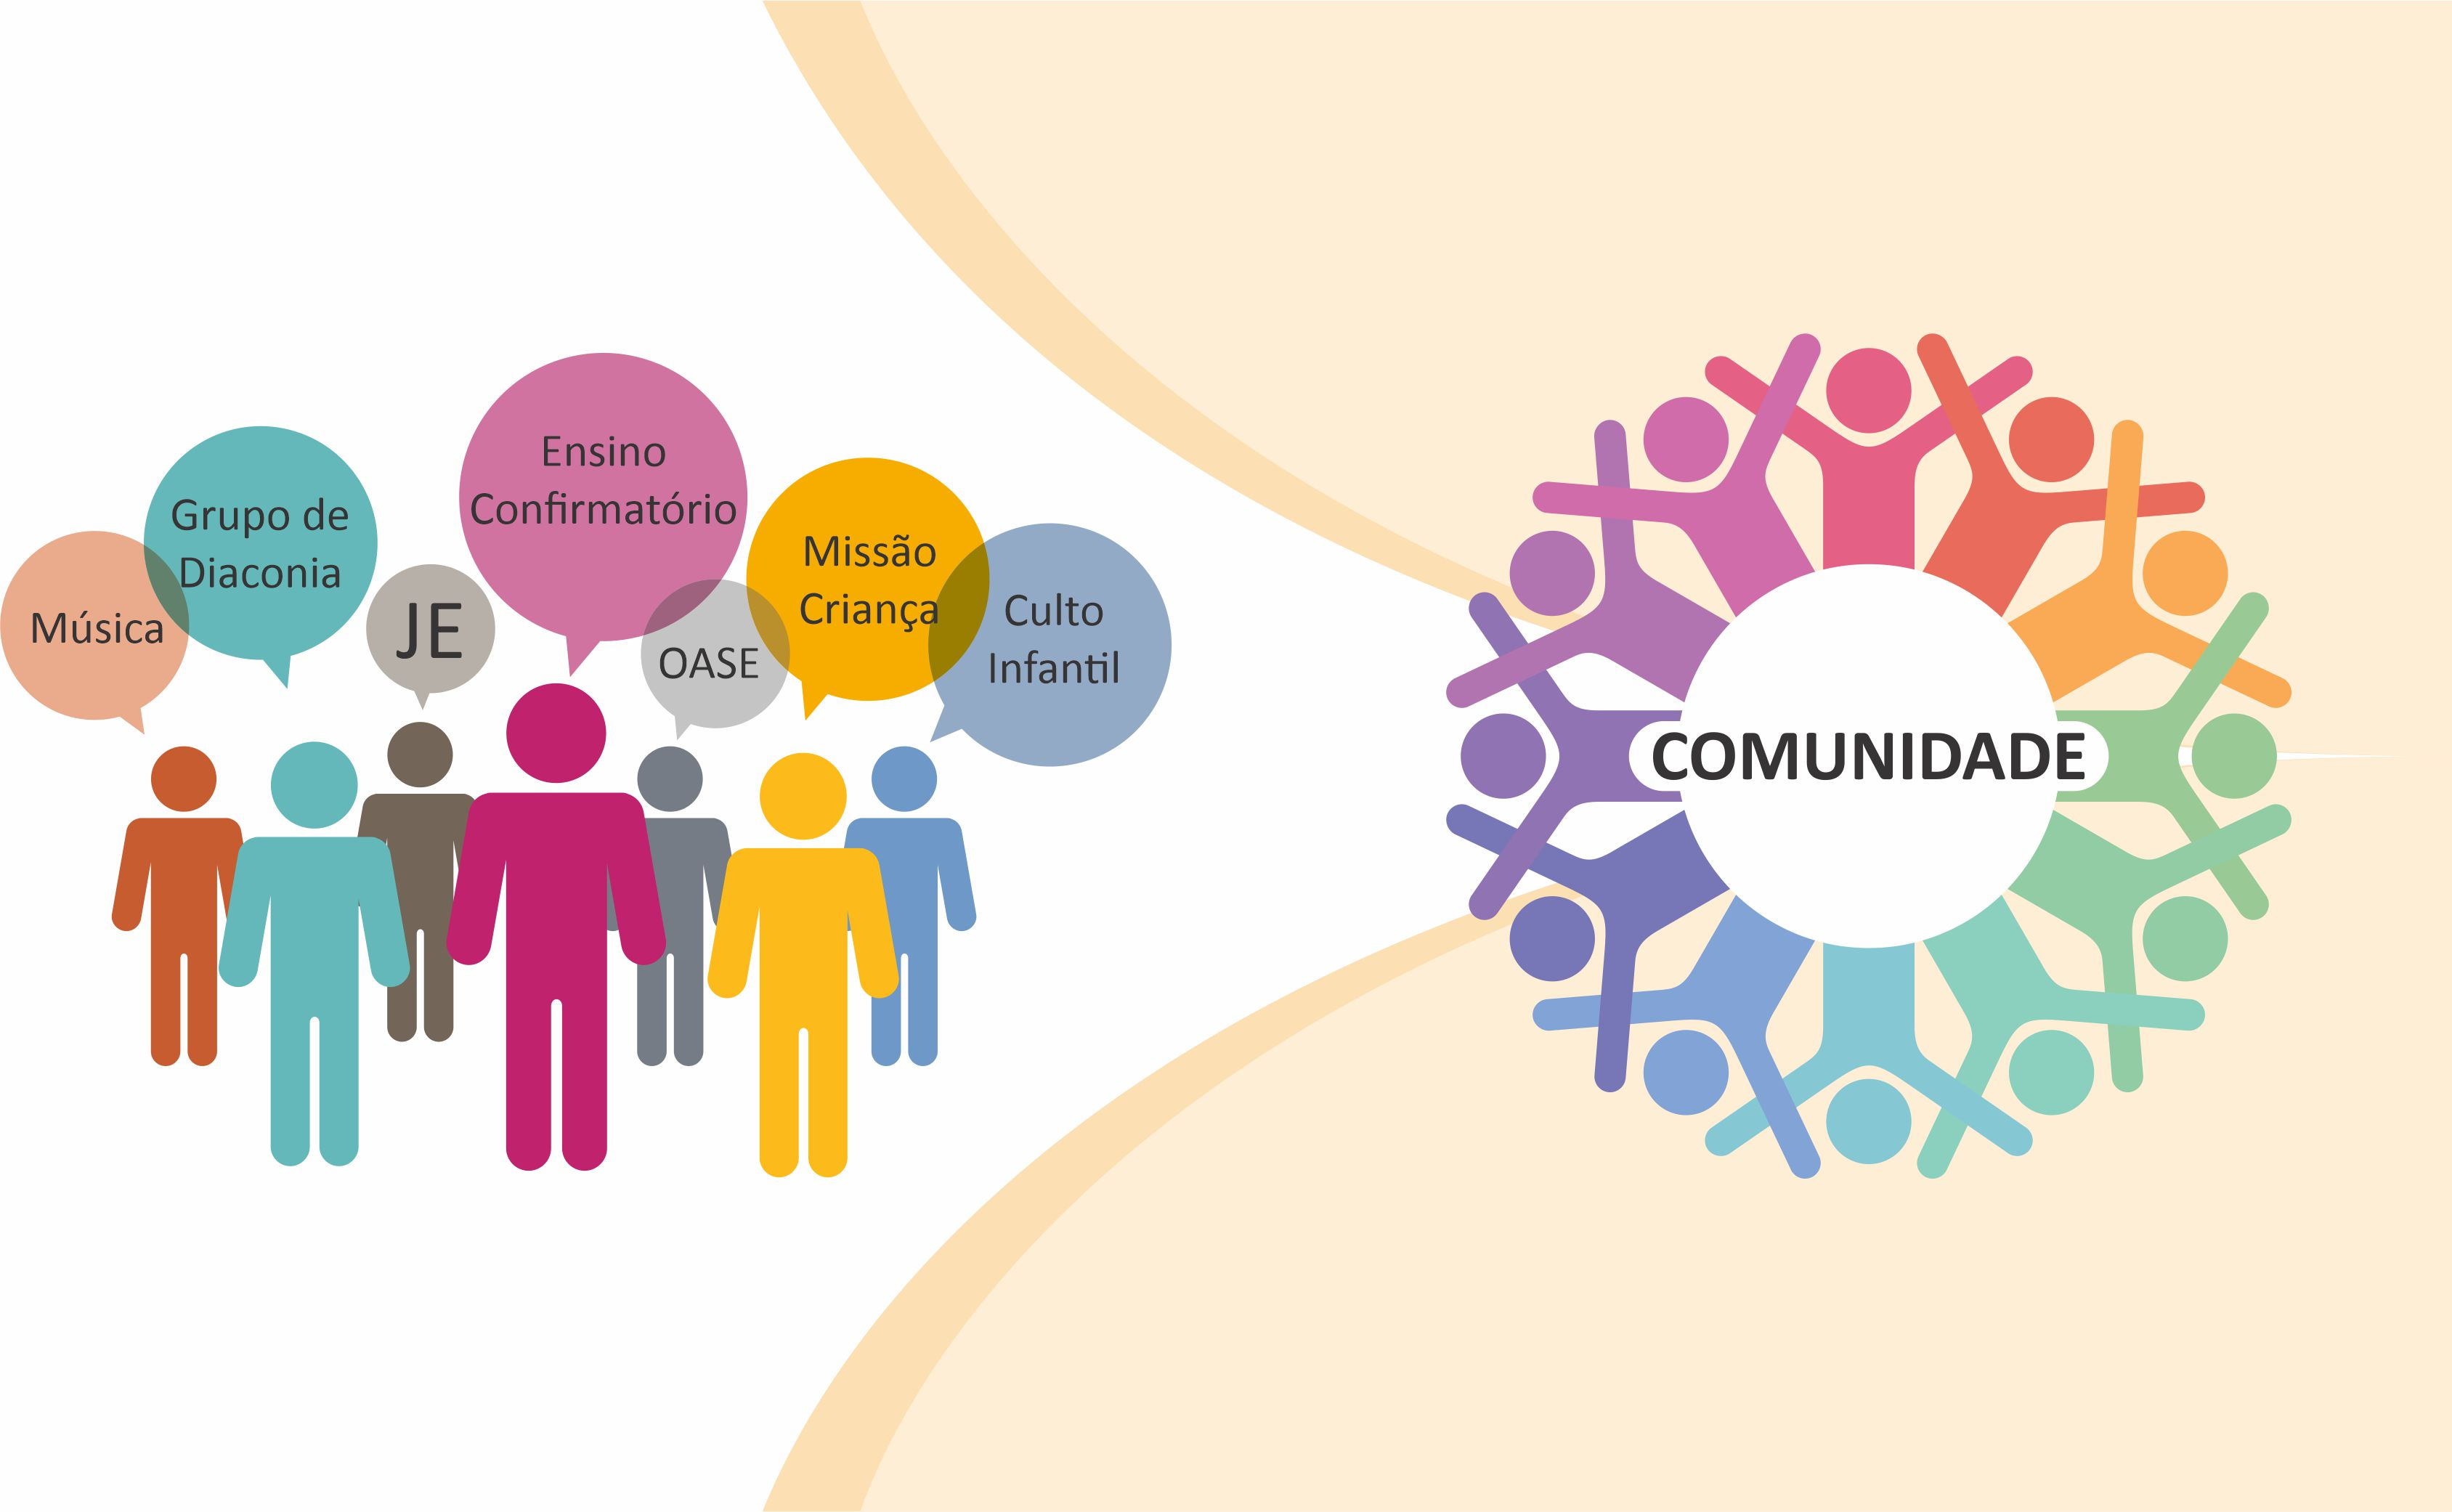 Música
Grupo de
Diaconia
JE
Ensino
Confirmatório
OASE
Missão
Criança
Culto
Infantil
COMUNIDADE